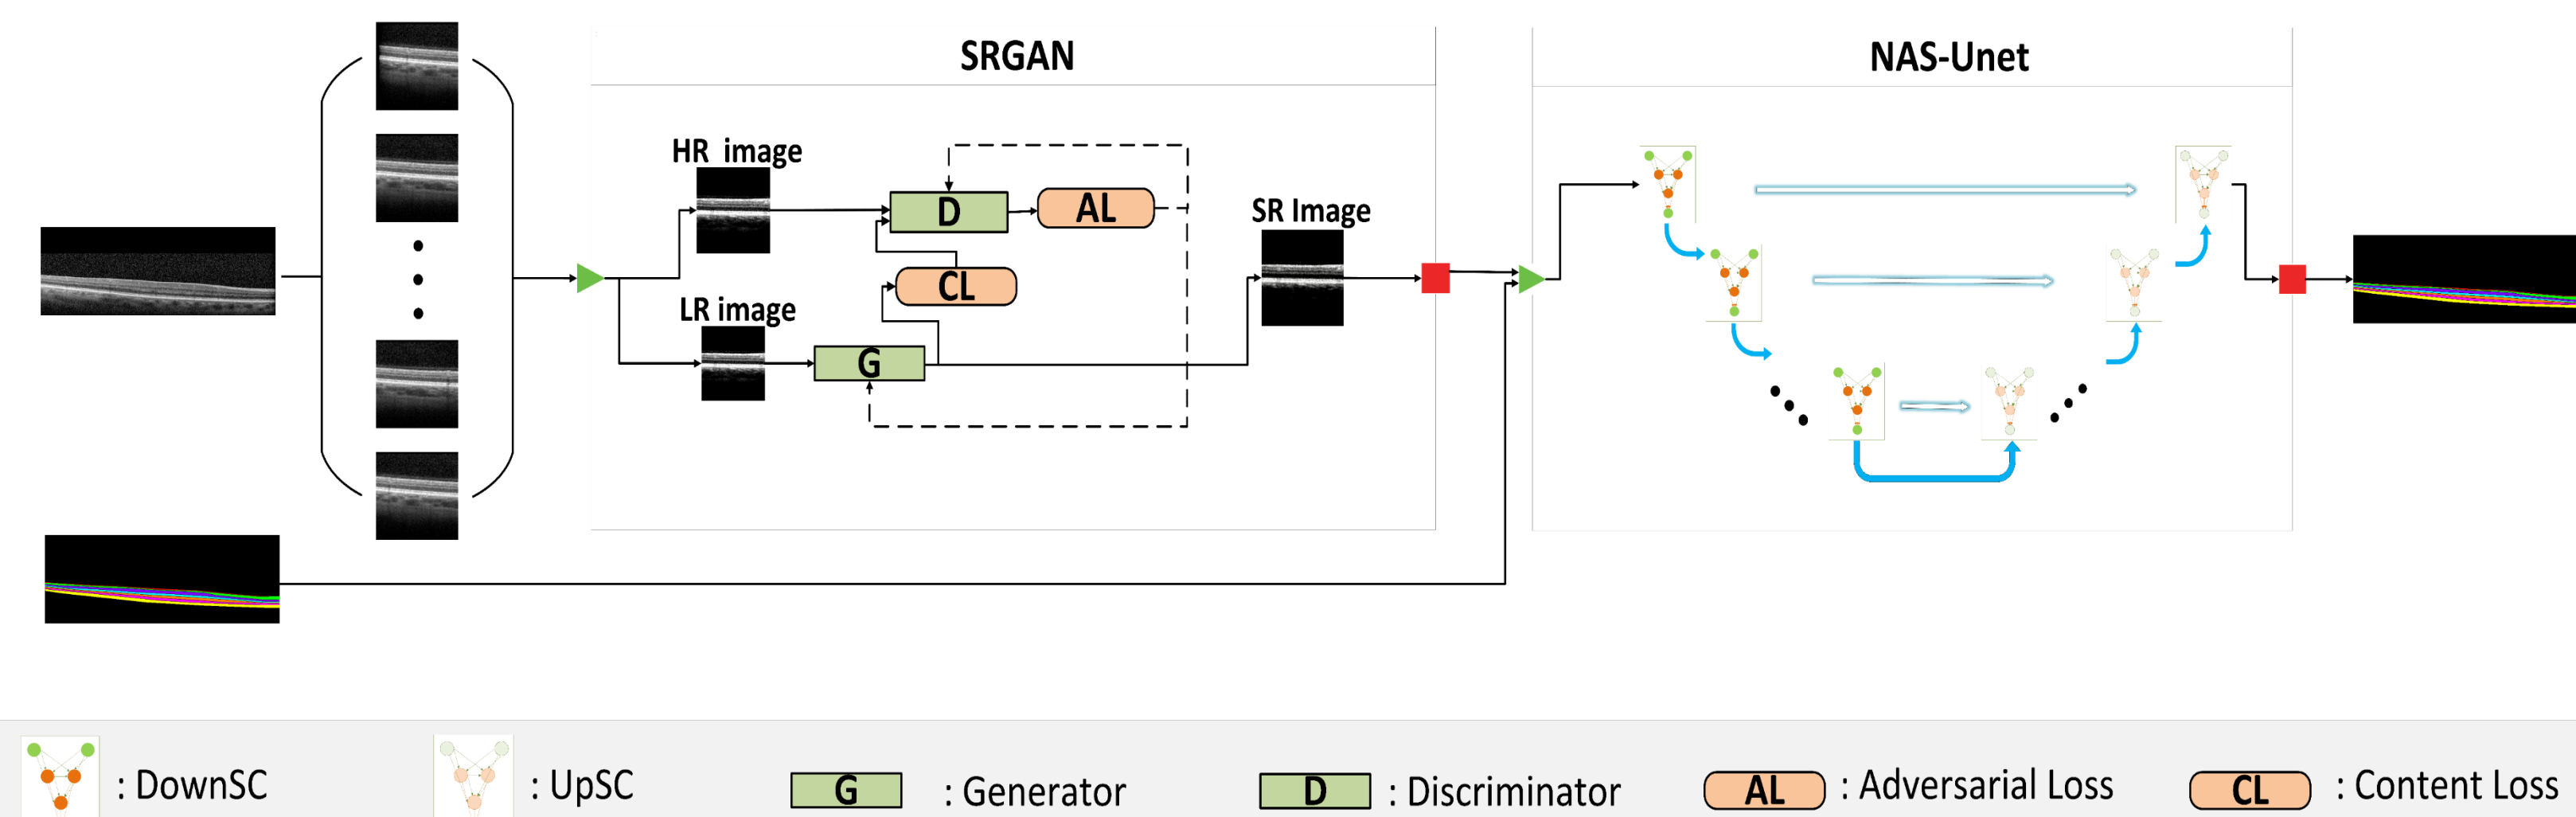 SRGAN
NAS-Unet
HR image
D
AL
SR Image
CL
LR image
G
: DownSC
: UpSC
G : Generator
D : Discriminator
AL : Adversarial Loss
CL : Content Loss